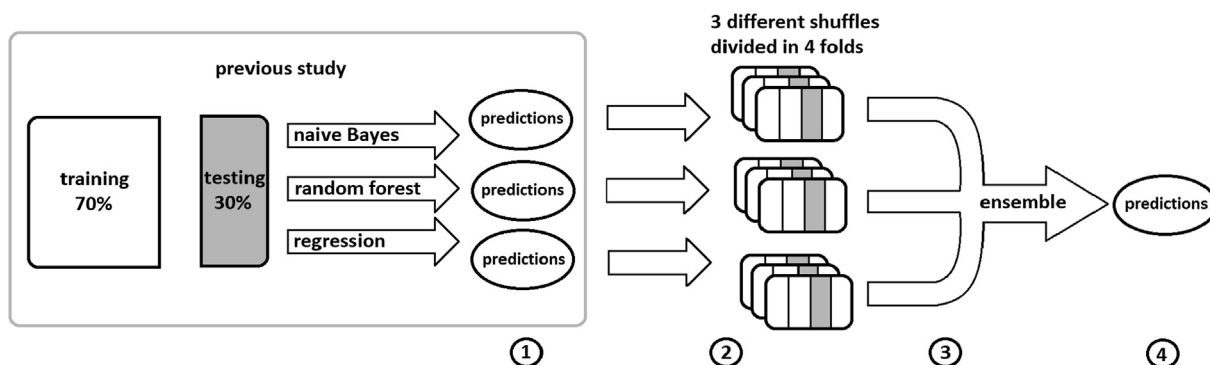 3 different shuffles
divided in 4 folds
previous study
training
70%
testing
30%
naive Bayes
random forest
regression
predictions
predictions
predictions
ensemble
predictions
1
2
3
4